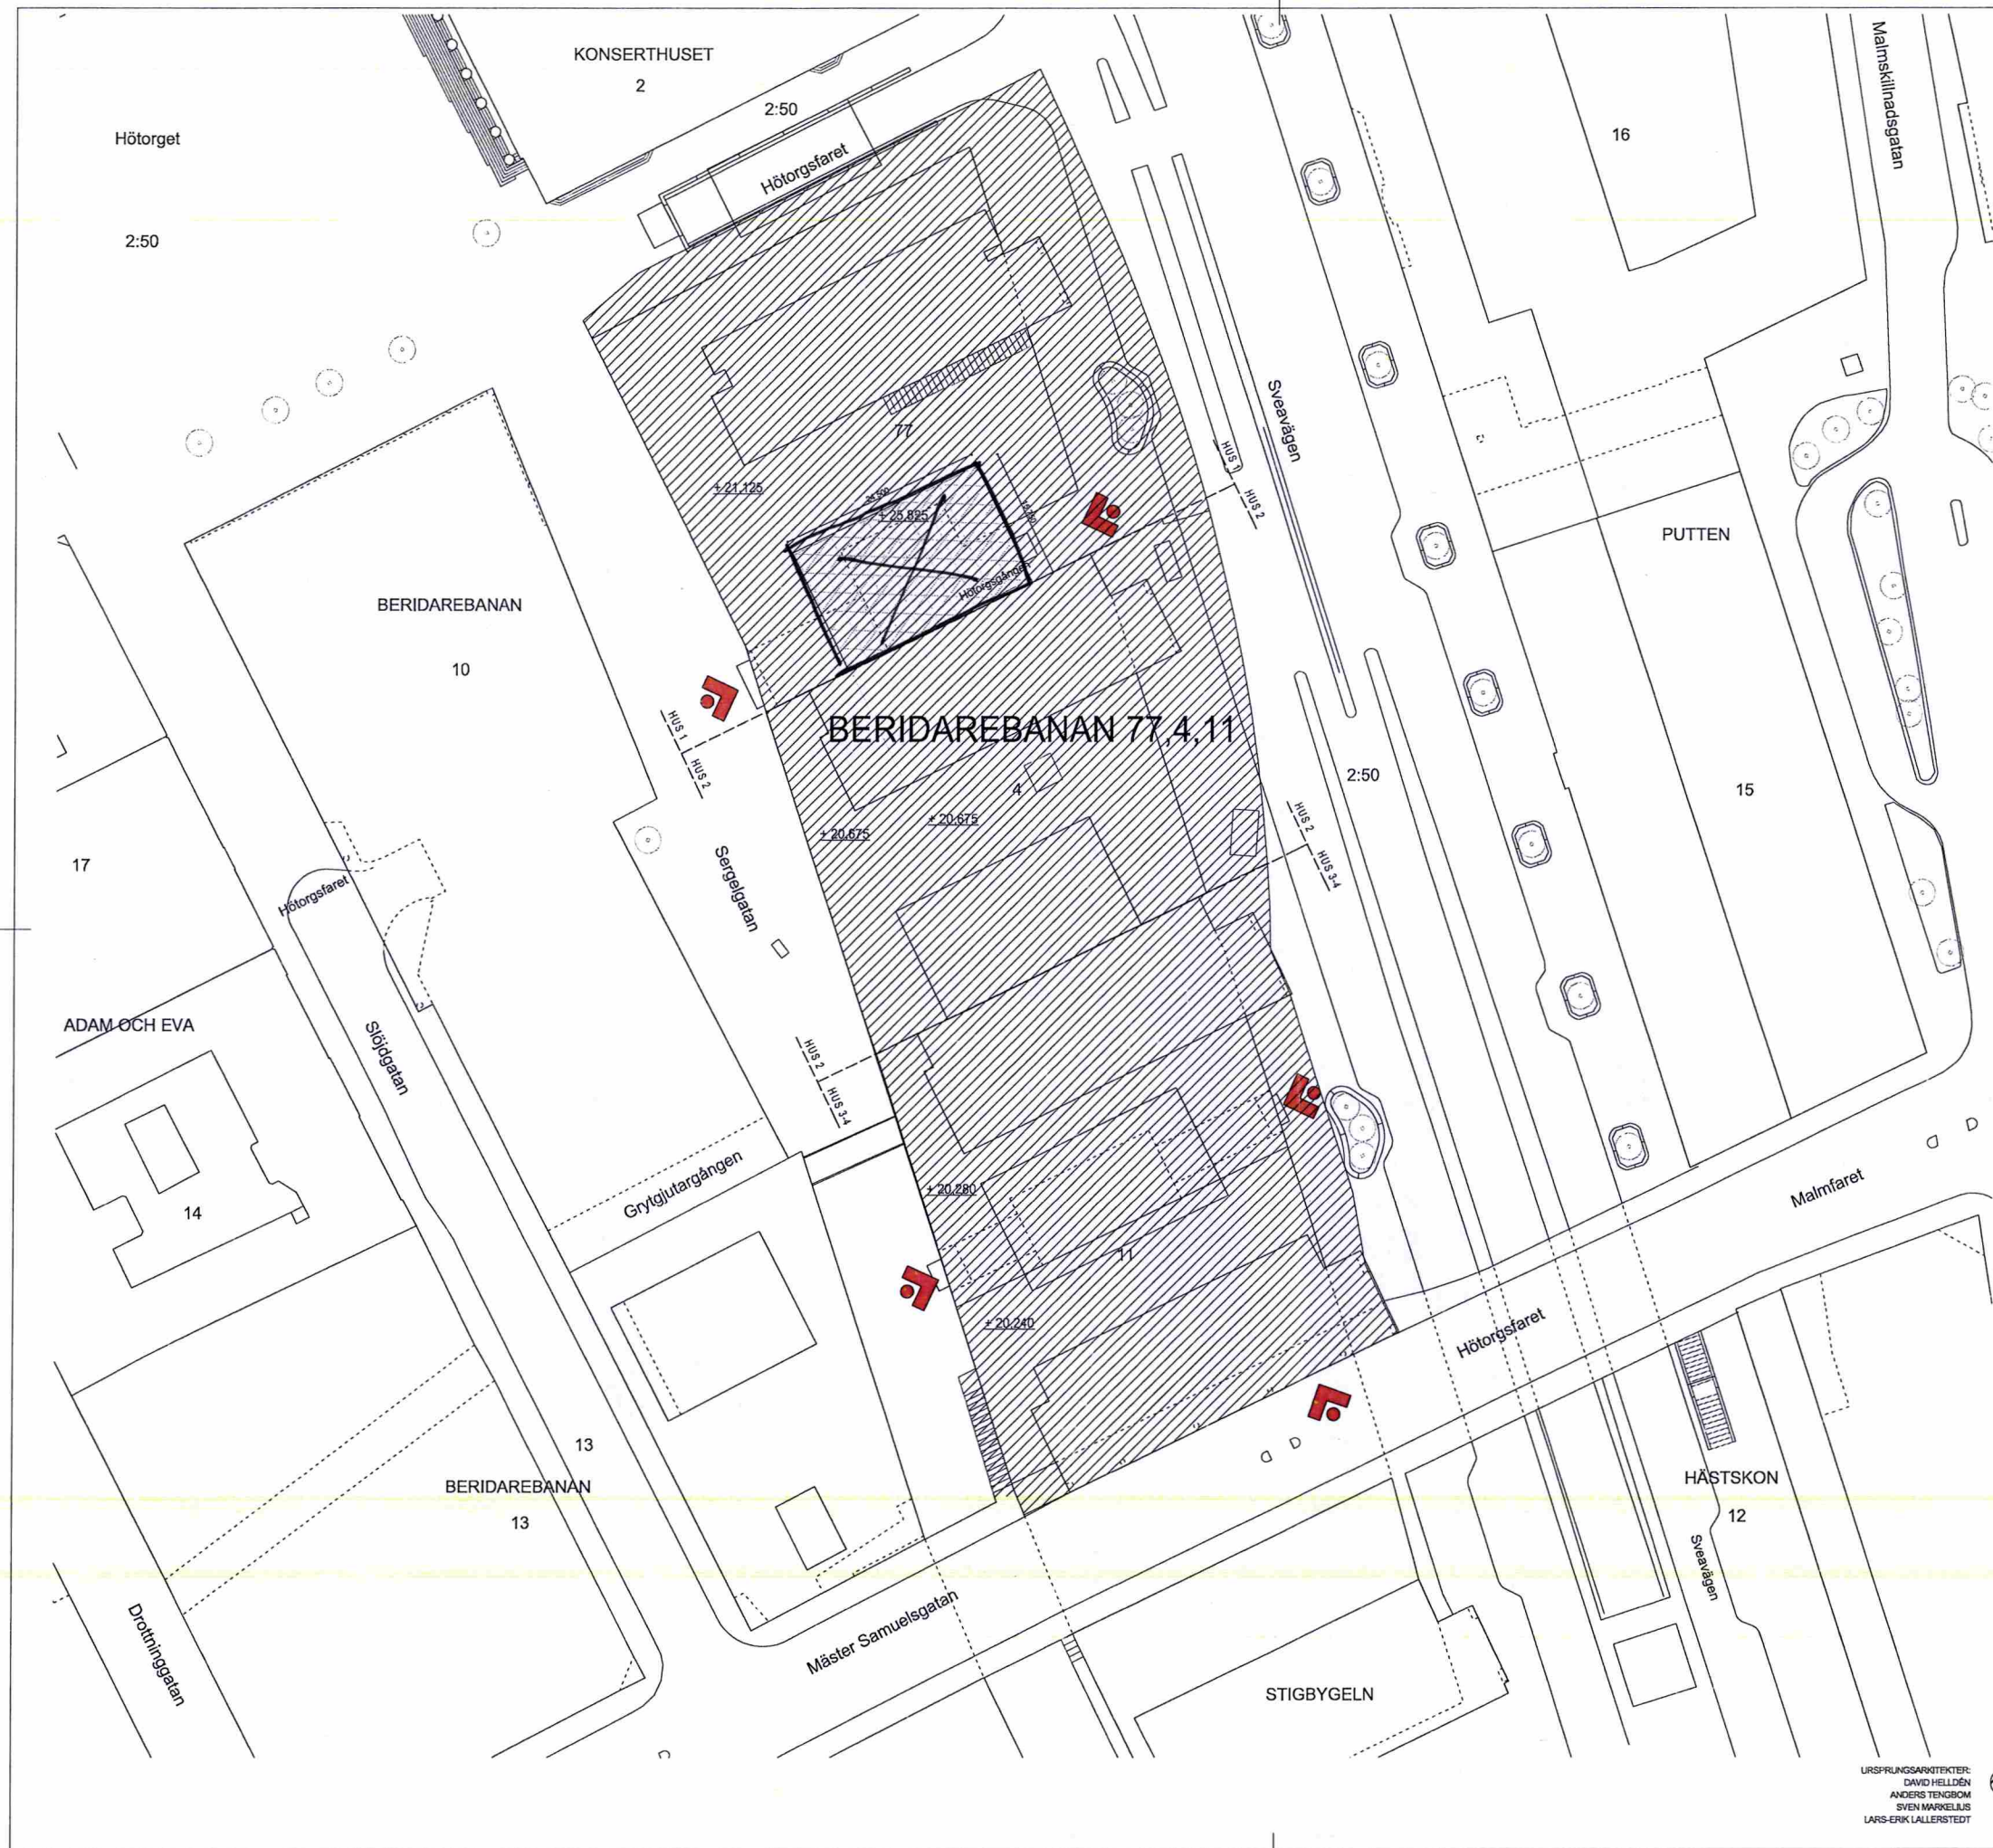 KONSERTHUSET
2
2:50
Malmskillnadsgatan
Hötorget
16
Hötorgsfaret
2:50
Sveavägen
77
HUS 1
HUS 2
+ 21.125
24.500
+ 25.825
PUTTEN
Hötorgsgången
BERIDAREBANAN
10
HUS 1
HUS 2
BERIDAREBANAN 77,4,11
2:50
4
15
+ 20.675
+ 20.675
HUS 2
HUS 3-4
17
Hötorgsfaret
Sergelgatan
ADAM OCH EVA
Slöjdgatan
HUS 2
HUS 3-4
Grytgjutargången
+ 20.280
14
Malmfaret
11
+ 20.240
Hötorgsfaret
13
BERIDAREBANAN
13
HÄSTSKON
12
Sveavägen
Drottninggatan
Mäster Samuelsgatan
STIGBYGELN
URSPRUNGSARKITEKTER:
DAVID HELLDÉN
ANDERS TENGBOM
SVEN MARKELIUS
LARS-ERIK LALLERSTEDT